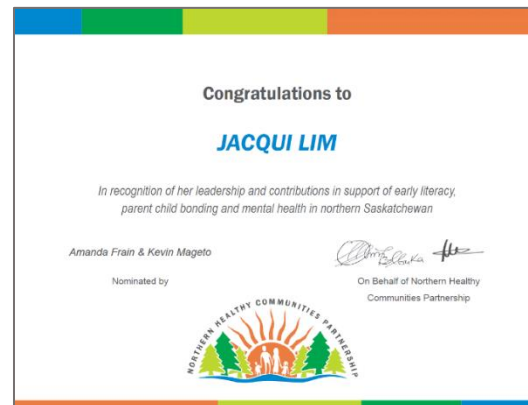 Congratulations to
JACQUI LIM
In recognition of her leadership and contributions in support of early literacy,
parent child bonding and mental health in northern Saskatchewan
Amanda Frain & Kevin Mageto
Nominated by
On Behalf of Northern Healthy
Communities Partnership
NORTHERN HEALTHY COMMUNITIES PARTNERSHIP